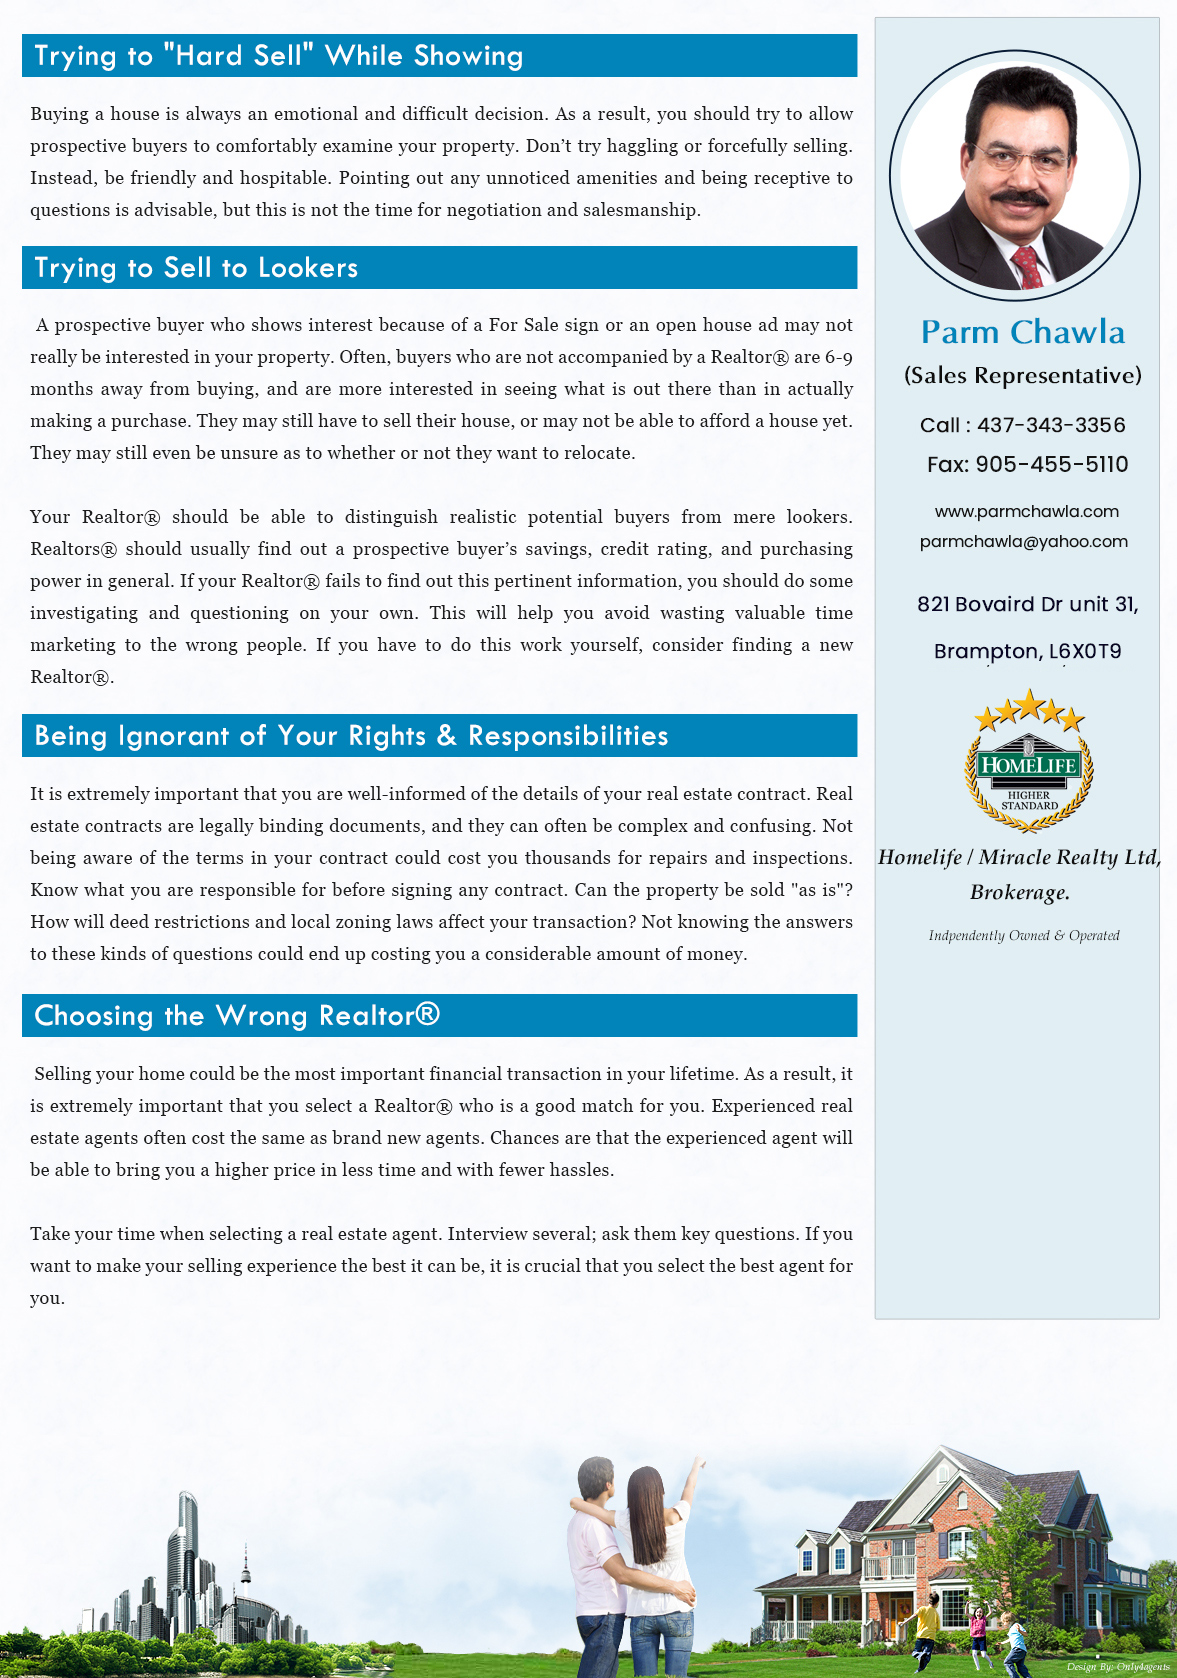 Trying to "Hard Sell" While Showing
Buying a house is always an emotional and difficult decision. As a result, you should try to allow
prospective buyers to comfortably examine your property. Don’t try haggling or forcefully selling.
Instead, be friendly and hospitable. Pointing out any unnoticed amenities and being receptive to
questions is advisable, but this is not the time for negotiation and salesmanship.
Trying to Sell to Lookers
A prospective buyer who shows interest because of a For Sale sign or an open house ad may not
really be interested in your property. Often, buyers who are not accompanied by a Realtor® are 6-9
months away from buying, and are more interested in seeing what is out there than in actually
making a purchase. They may still have to sell their house, or may not be able to afford a house yet.
They may still even be unsure as to whether or not they want to relocate.
Your Realtor® should be able to distinguish realistic potential buyers from mere lookers.
Realtors® should usually find out a prospective buyer’s savings, credit rating, and purchasing
power in general. If your Realtor® fails to find out this pertinent information, you should do some
investigating and questioning on your own. This will help you avoid wasting valuable time
marketing to the wrong people. If you have to do this work yourself, consider finding a new
Realtor®.
Being Ignorant of Your Rights & Responsibilities
It is extremely important that you are well-informed of the details of your real estate contract. Real
estate contracts are legally binding documents, and they can often be complex and confusing. Not
being aware of the terms in your contract could cost you thousands for repairs and inspections.
Know what you are responsible for before signing any contract. Can the property be sold "as is"?
How will deed restrictions and local zoning laws affect your transaction? Not knowing the answers
to these kinds of questions could end up costing you a considerable amount of money.
Choosing the Wrong Realtor®
Selling your home could be the most important financial transaction in your lifetime. As a result, it
is extremely important that you select a Realtor® who is a good match for you. Experienced real
estate agents often cost the same as brand new agents. Chances are that the experienced agent will
be able to bring you a higher price in less time and with fewer hassles.
Take your time when selecting a real estate agent. Interview several; ask them key questions. If you
want to make your selling experience the best it can be, it is crucial that you select the best agent for
you.
Parm Chawla
(Sales Representative)
Call : 437-343-3356
Fax: 905-455-5110
www.parmchawla.com
parmchawla@yahoo.com
821 Bovaird Dr unit 31,
Brampton, L6X0T9
HOMELIFE
HIGHER
STANDARD
Homelife / Miracle Realty Ltd,
Brokerage.
Indpendently Owned & Operated
Design By: Only4agents